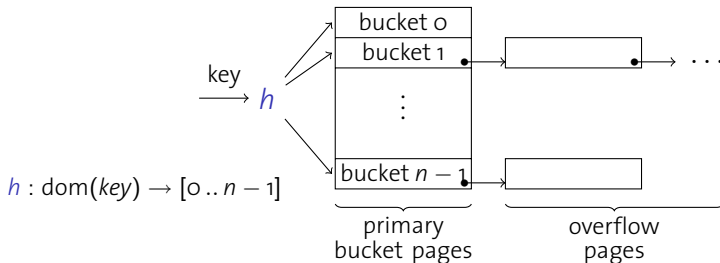 bucket 0
bucket 1
key
h
⋮
bucket n − 1
h : dom(key) → [0 .. n − 1]
primary
bucket pages
overflow
pages
· · ·